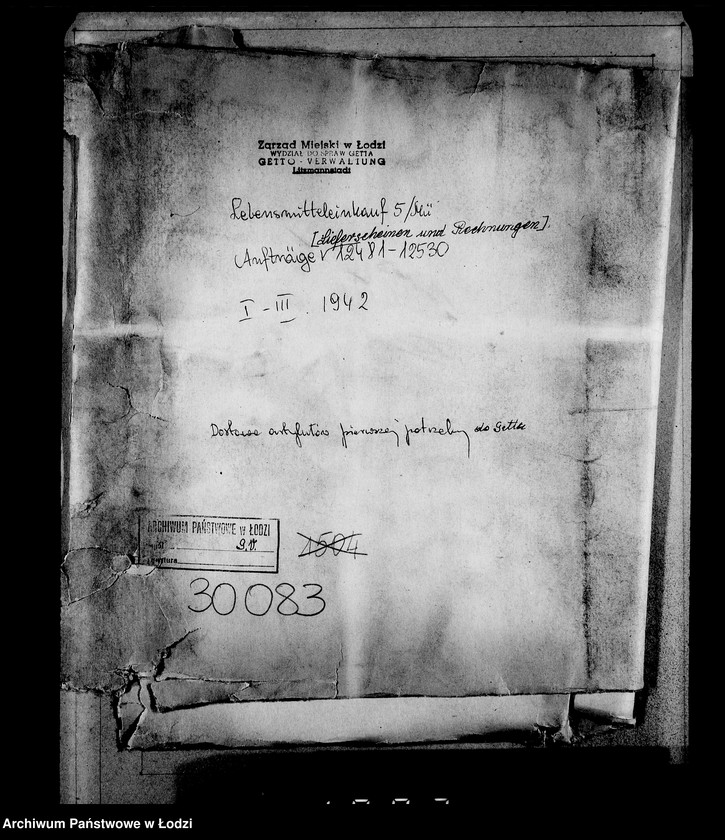 Zarząd Miejski w Łodzi
WYDZIAŁ DO SPRAW GETTA
GETTO - VERWALTUNG
Litzmannstadt
Lebensmitteleinkauf 5/Mü
[Lieferscheinen und Rechnungen].
Aufträge 12481-12530
I - III . 1942
Dostawa artykułów pierwszej potrzeby do Getta
ARCHIWUM PAŃSTWOWE w ŁODZI
30083
Archiwum Państwowe w Łodzi